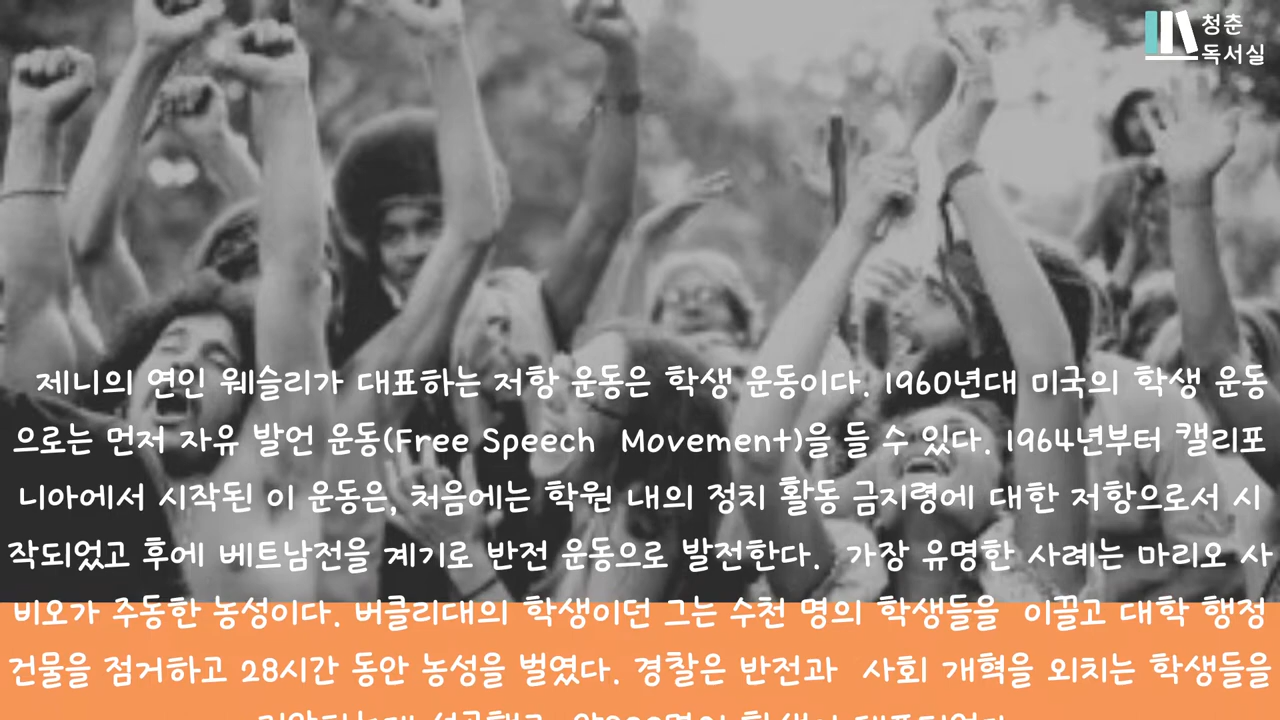 청춘
독서실
제니의 연인 웨슬리가 대표하는 저항 운동은 학생 운동이다. 1960년대 미국의 학생 운동
으로는 먼저 자유 발언 운동(Free Speech Movement)을 들 수 있다. 1964년부터 캘리포
니아에서 시작된 이 운동은, 처음에는 학원 내의 정치 활동 금지령에 대한 저항으로서 시
작되었고 후에 베트남전을 계기로 반전 운동으로 발전한다. 가장 유명한 사례는 마리오 사
비오가 주동한 농성이다. 버클리대의 학생이던 그는 수천 명의 학생들을 이끌고 대학 행정
건물을 점거하고 28시간 동안 농성을 벌였다. 경찰은 반전과 사회 개혁을 외치는 학생들을